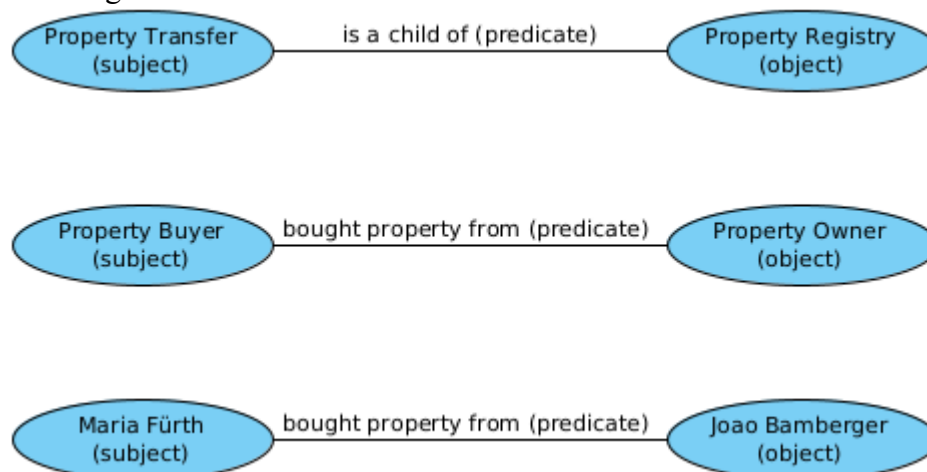 Property Transfer
(subject)
is a child of (predicate)
Property Registry
(object)
Property Buyer
(subject)
bought property from (predicate)
Property Owner
(object)
Maria Fürth
(subject)
bought property from (predicate)
Joao Bamberger
(object)